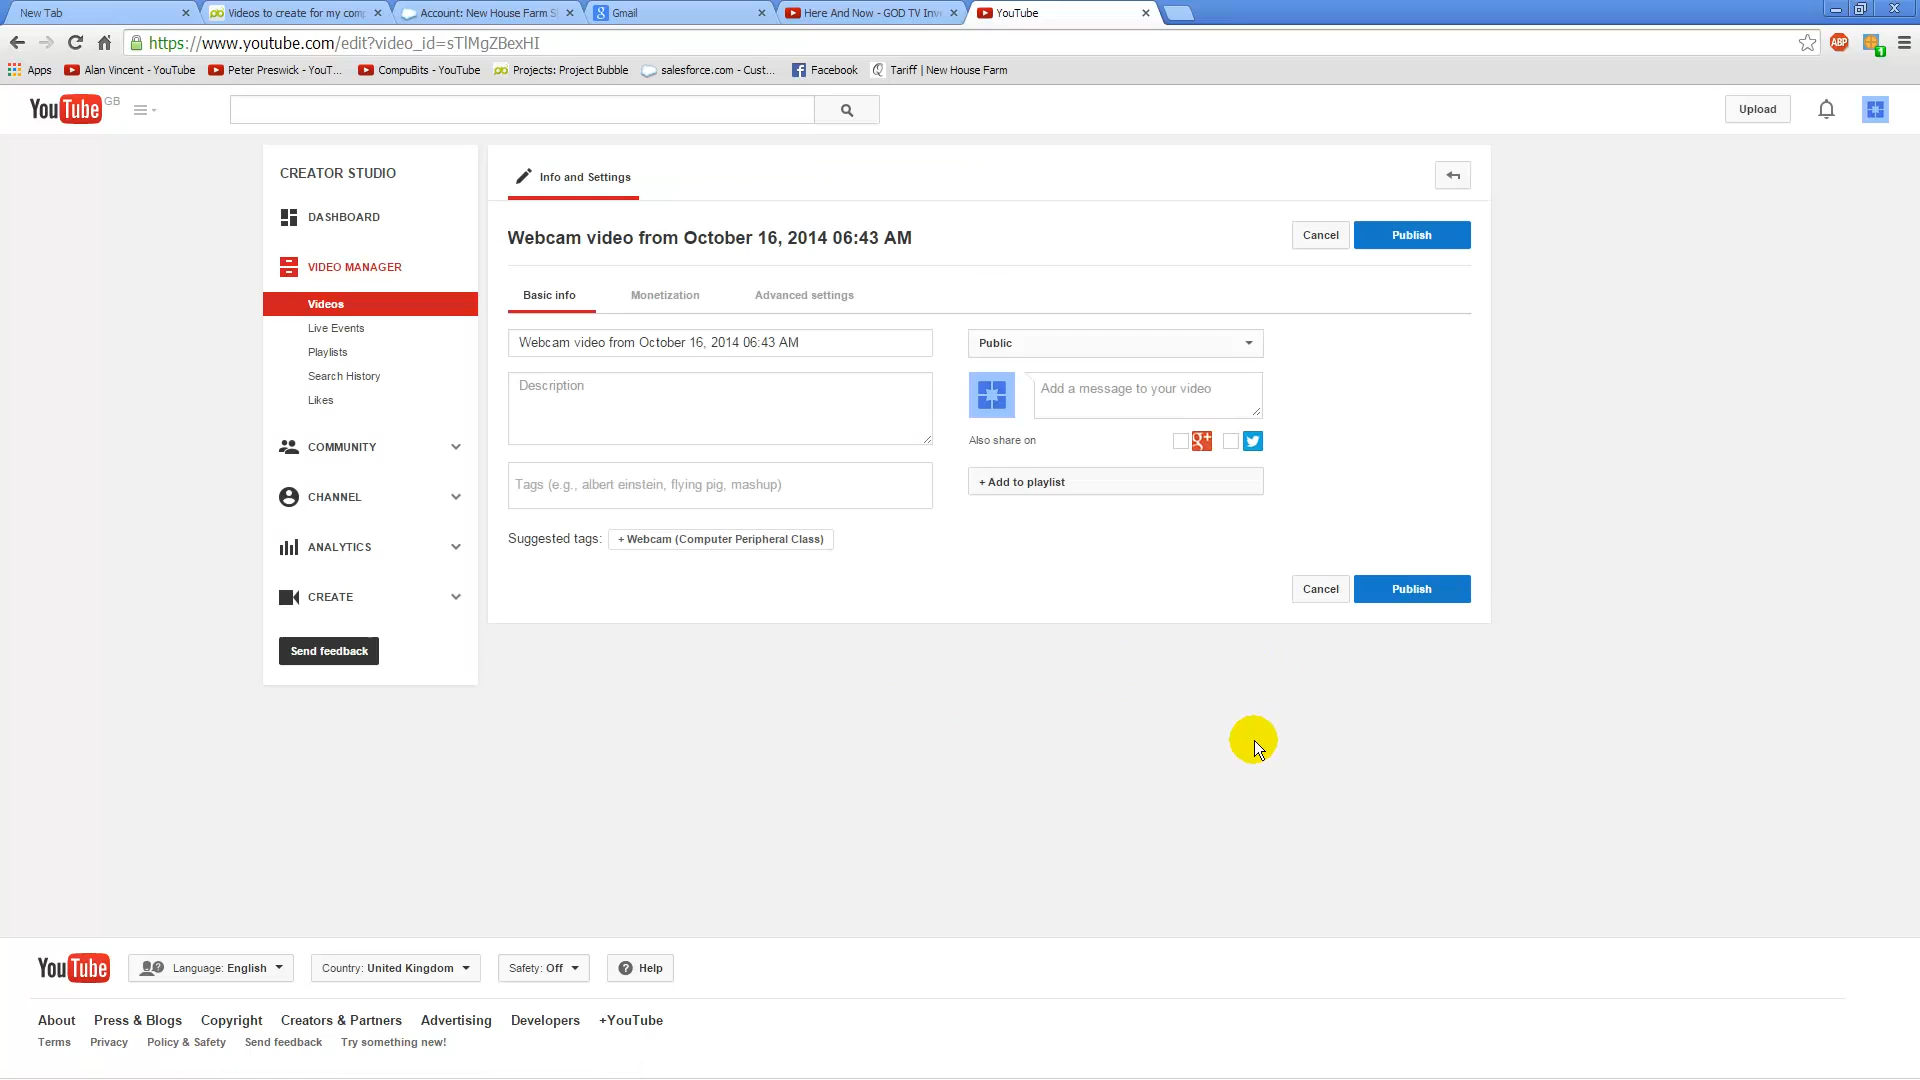 New Tab
Videos to create for my comp
Account: New House Farm S
Gmail
Here And Now - GOD TV Inv
YouTube
https://www.youtube.com/edit?video_id=sTlMgZBexHI
ABP
1
Apps
Alan Vincent - YouTube
Peter Preswick - YouT...
CompuBits - YouTube
Projects: Project Bubble
salesforce.com - Cust...
Facebook
Tariff | New House Farm
YouTube GB
Upload
CREATOR STUDIO
DASHBOARD
VIDEO MANAGER
Videos
Live Events
Playlists
Search History
Likes
COMMUNITY
CHANNEL
ANALYTICS
CREATE
Send feedback
Info and Settings
Webcam video from October 16, 2014 06:43 AM
Cancel
Publish
Basic info
Monetization
Advanced settings
Webcam video from October 16, 2014 06:43 AM
Description
Tags (e.g., albert einstein, flying pig, mashup)
Suggested tags:
+ Webcam (Computer Peripheral Class)
Public
Add a message to your video
Also share on
g+
+ Add to playlist
Cancel
Publish
YouTube
Language: English
Country: United Kingdom
Safety: Off
Help
About
Press & Blogs
Copyright
Creators & Partners
Advertising
Developers
+YouTube
Terms
Privacy
Policy & Safety
Send feedback
Try something new!